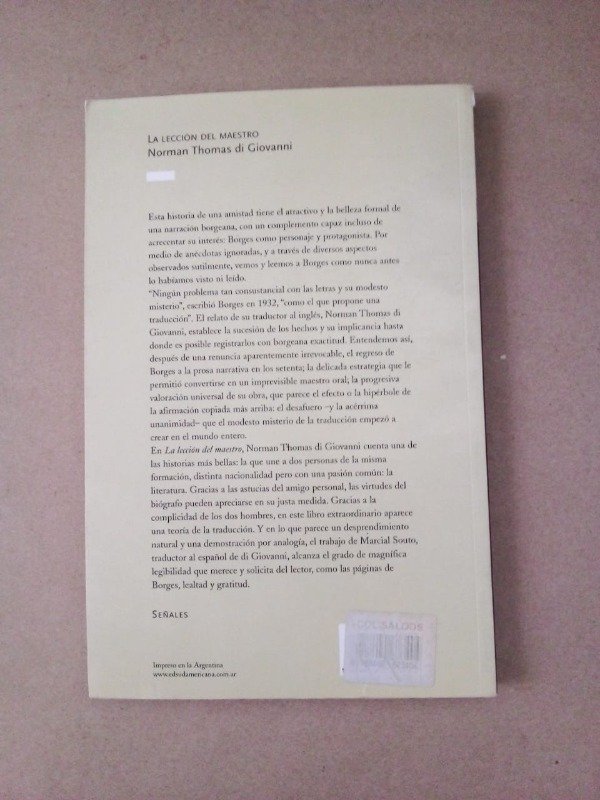 LA LECCIÓN DEL MAESTRO
Norman Thomas di Giovanni
Esta historia de una amistad tiene el atractivo y la belleza formal de
una narración borgeana, con un complemento capaz incluso de
acrecentar su interés: Borges como personaje y protagonista. Por
medio de anécdotas ignoradas, y a través de diversos aspectos
observados sutilmente, vemos y leemos a Borges como nunca antes
lo habíamos visto ni leído.
“Ningún problema tan consustancial con las letras y su modesto
misterio”, escribió Borges en 1932, “como el que propone una
traducción”. El relato de su traductor al inglés, Norman Thomas di
Giovanni, establece la sucesión de los hechos y su implicancia hasta
donde es posible registrarlos con borgeana exactitud. Entendemos así,
después de una renuncia aparentemente irrevocable, el regreso de
Borges a la prosa narrativa en los setenta; la delicada estrategia que le
permitió convertirse en un imprevisible maestro oral; la progresiva
valoración universal de su obra, que parece el efecto o la hipérbole de
la afirmación copiada más arriba: el desafuero –y la acérrima
unanimidad– que el modesto misterio de la traducción empezó a
crear en el mundo entero.
En La lección del maestro, Norman Thomas di Giovanni cuenta una de
las historias más bellas: la que une a dos personas de la misma
formación, distinta nacionalidad pero con una pasión común: la
literatura. Gracias a las astucias del amigo personal, las virtudes del
biógrafo pueden apreciarse en su justa medida. Gracias a la
complicidad de los dos hombres, en este libro extraordinario aparece
una teoría de la traducción. Y en lo que parece un desprendimiento
natural y una demostración por analogía, el trabajo de Marcial Souto,
traductor al español de di Giovanni, alcanza el grado de magnífica
legibilidad que merece y solicita del lector, como las páginas de
Borges, lealtad y gratitud.
SEÑALES
SALDOS
Impreso en la Argentina
www.edsudamericana.com.ar